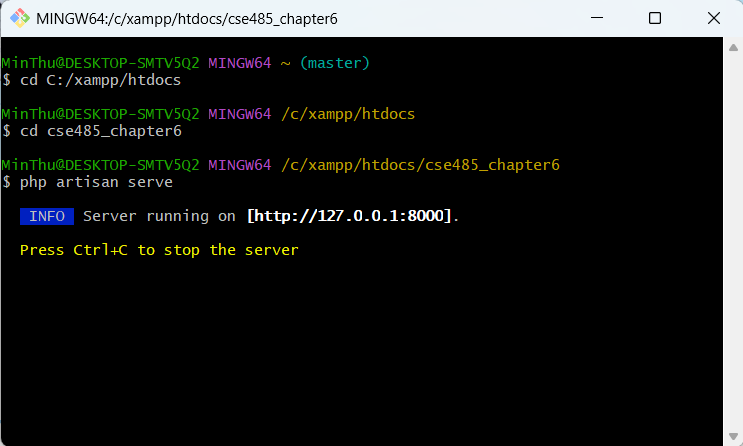 MINGW64:/c/xampp/htdocs/cse485_chapter6
MinThu@DESKTOP-SMTV5Q2 MINGW64 ~ (master)
$ cd C:/xampp/htdocs
MinThu@DESKTOP-SMTV5Q2 MINGW64 /c/xampp/htdocs
$ cd cse485_chapter6
MinThu@DESKTOP-SMTV5Q2 MINGW64 /c/xampp/htdocs/cse485_chapter6
$ php artisan serve
INFO Server running on [http://127.0.0.1:8000].
Press Ctrl+C to stop the server